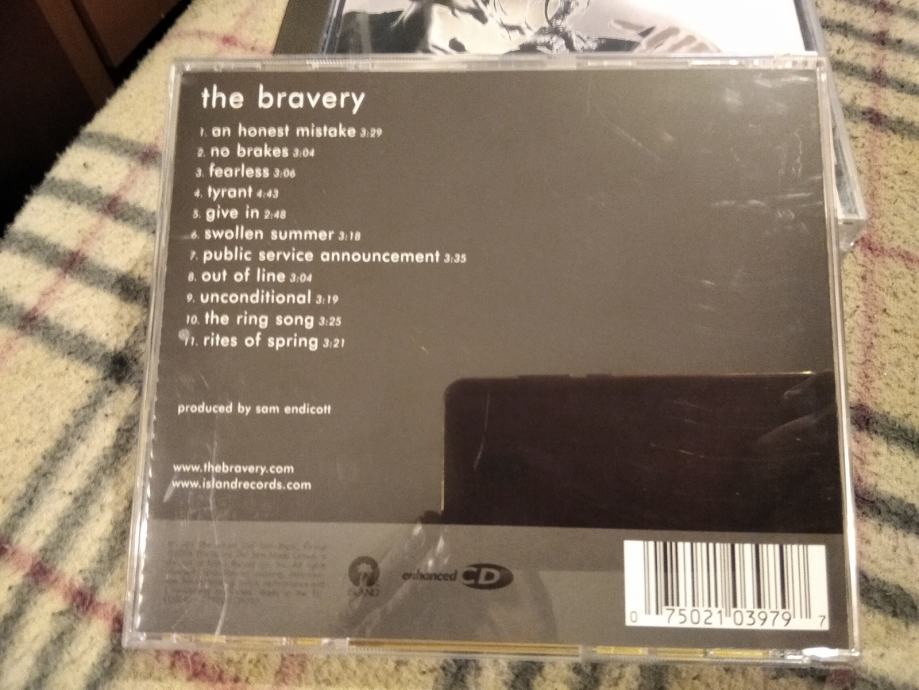 the bravery
1. an honest mistake 3:29
2. no brakes 3:04
3. fearless 3:06
4. tyrant 4:43
5. give in 2:48
6. swollen summer 3:18
7. public service announcement 3:35
8. out of line 3:04
9. unconditional 3:19
10. the ring song 3:25
11. rites of spring 3:21
produced by sam endicott
www.thebravery.com
www.islandrecords.com
ISLAND
enhanced CD
0 75021 03979 7